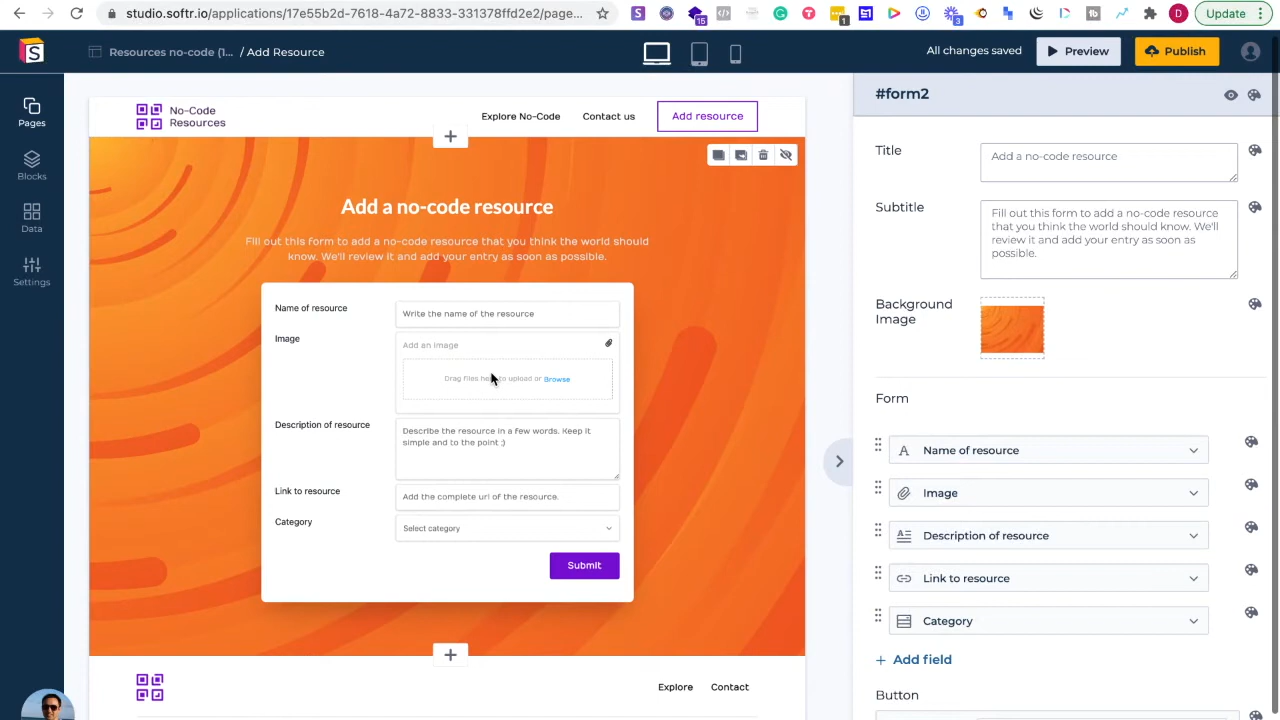 studio.softr.io/applications/17e55b2d-7618-4a72-8833-331378ffd2e2/page...
15
1
3
D
Update
S
Resources no-code (1... / Add Resource
All changes saved
Preview
Publish
Pages
Blocks
Data
Settings
No-Code
Resources
Explore No-Code
Contact us
Add resource
Add a no-code resource
Fill out this form to add a no-code resource that you think the world should
know. We'll review it and add your entry as soon as possible.
Name of resource
Write the name of the resource
Image
Add an image
Drag files here to upload or Browse
Description of resource
Describe the resource in a few words. Keep it
simple and to the point ;)
Link to resource
Add the complete url of the resource.
Category
Select category
Submit
Explore
Contact
#form2
Title
Add a no-code resource
Subtitle
Fill out this form to add a no-code resource
that you think the world should
know. We'll
review it and add your entry as soon as
possible.
Background
Image
Form
Name of resource
Image
Description of resource
Link to resource
Category
+ Add field
Button